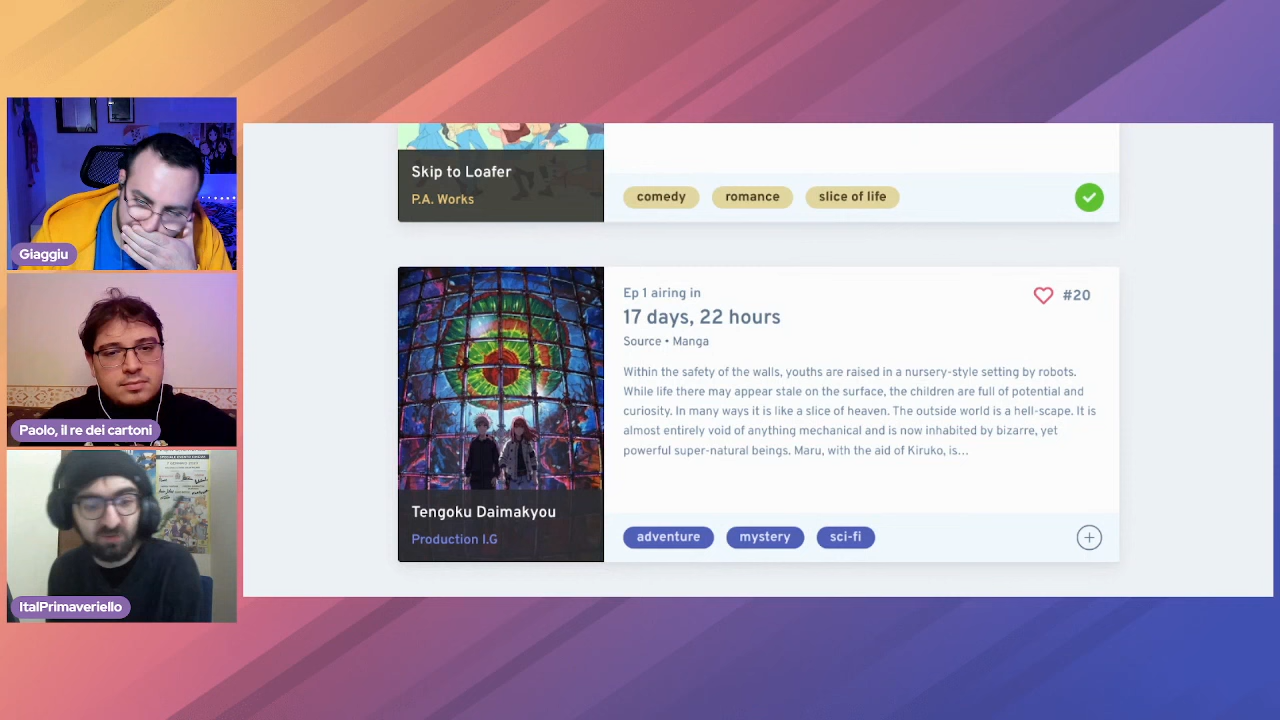 Giaggiu
Paolo, il re dei cartoni
ItalPrimaveriello
Skip to Loafer
P.A. Works
comedy
romance
slice of life
Ep 1 airing in
#20
17 days, 22 hours
Source • Manga
Within the safety of the walls, youths are raised in a nursery-style setting by robots.
While life there may appear stale on the surface, the children are full of potential and
curiosity. In many ways it is like a slice of heaven. The outside world is a hell-scape. It is
almost entirely void of anything mechanical and is now inhabited by bizarre, yet
powerful super-natural beings. Maru, with the aid of Kiruko, is…
Tengoku Daimakyou
Production I.G
adventure
mystery
sci-fi